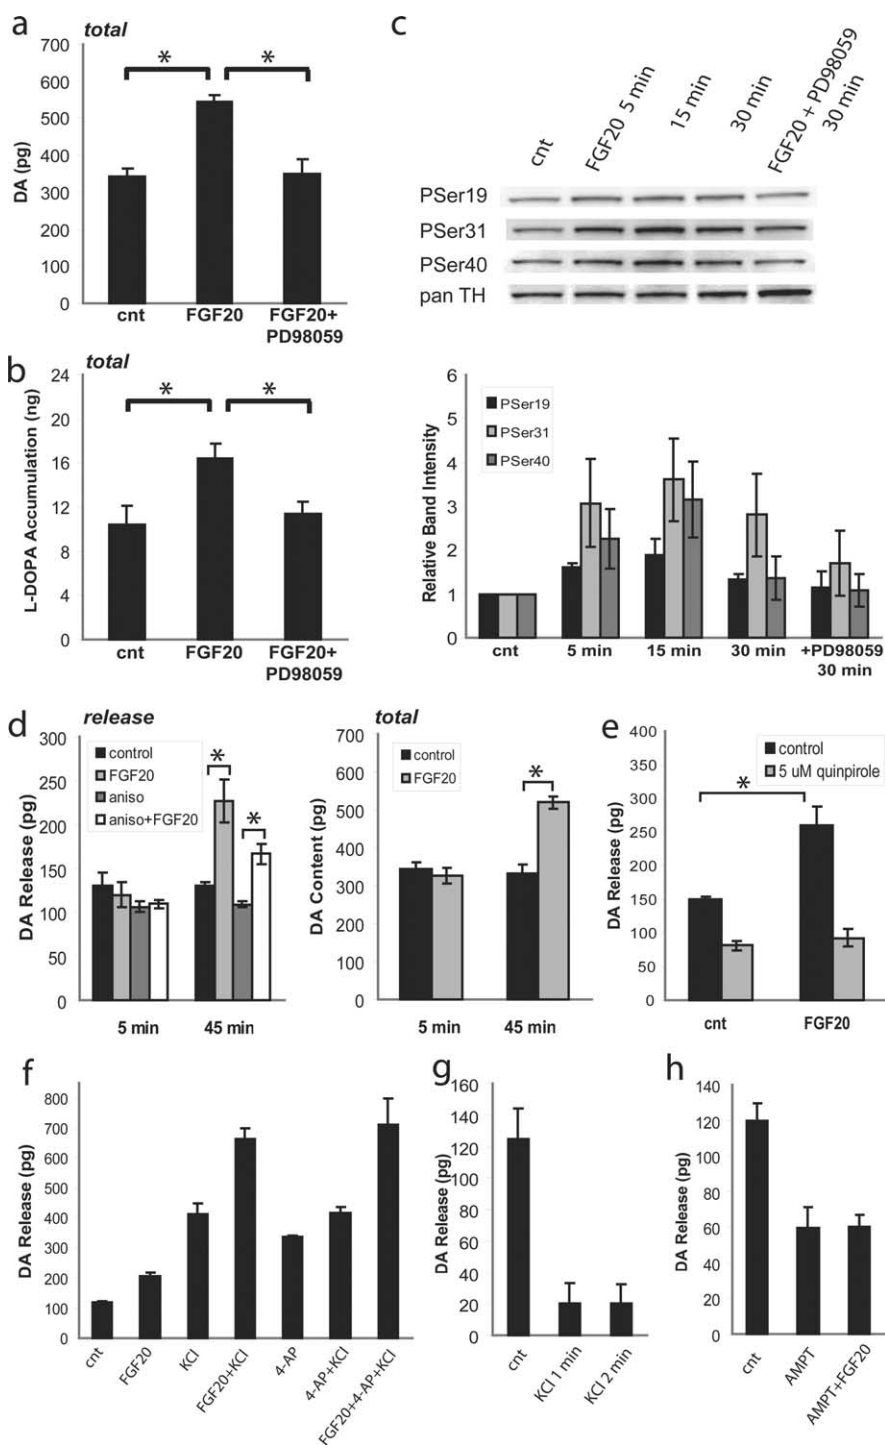 a
total
700
600
500
400
300
200
100
0
DA (pg)
*
*
cnt
FGF20
FGF20+
PD98059
b
total
24
20
16
12
8
4
0
L-DOPA Accumulation (ng)
*
*
cnt
FGF20
FGF20+
PD98059
c
cnt
FGF20 5 min
15 min
30 min
FGF20 + PD98059
30 min
PSer19
PSer31
PSer40
pan TH
6
5
4
3
2
1
0
Relative Band Intensity
PSer19
PSer31
PSer40
cnt
5 min
15 min
30 min
+PD98059
30 min
d
release
300
250
200
150
100
50
0
DA Release (pg)
control
FGF20
aniso
aniso+FGF20
*
*
5 min
45 min
total
700
600
500
400
300
200
100
0
DA Content (pg)
control
FGF20
*
5 min
45 min
e
400
350
300
250
200
150
100
50
0
DA Release (pg)
control
5 uM quinpirole
*
cnt
FGF20
f
800
700
600
500
400
300
200
100
0
DA Release (pg)
cnt
FGF20
KCl
FGF20+KCl
4-AP
4-AP+KCl
FGF20+4-AP+KCl
g
160
140
120
100
80
60
40
20
0
DA Release (pg)
cnt
KCl 1 min
KCl 2 min
h
140
120
100
80
60
40
20
0
DA Release (pg)
cnt
AMPT
AMPT+FGF20